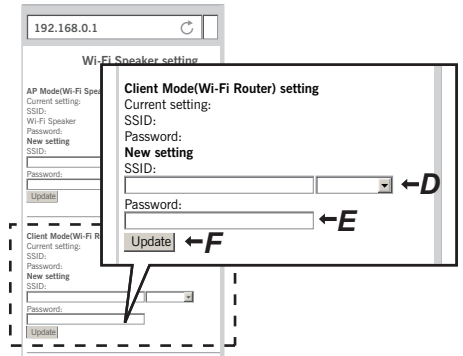 192.168.0.1
Wi-Fi Speaker setting
AP Mode(Wi-Fi Spea
Current setting:
SSID:
Wi-Fi Speaker
Password:
New setting
SSID:
Password:
Update
Client Mode(Wi-Fi R
Current setting:
SSID:
Password:
New setting
SSID:
Password:
Update
Client Mode(Wi-Fi Router) setting
Current setting:
SSID:
Password:
New setting
SSID:
D
Password:
E
Update
F